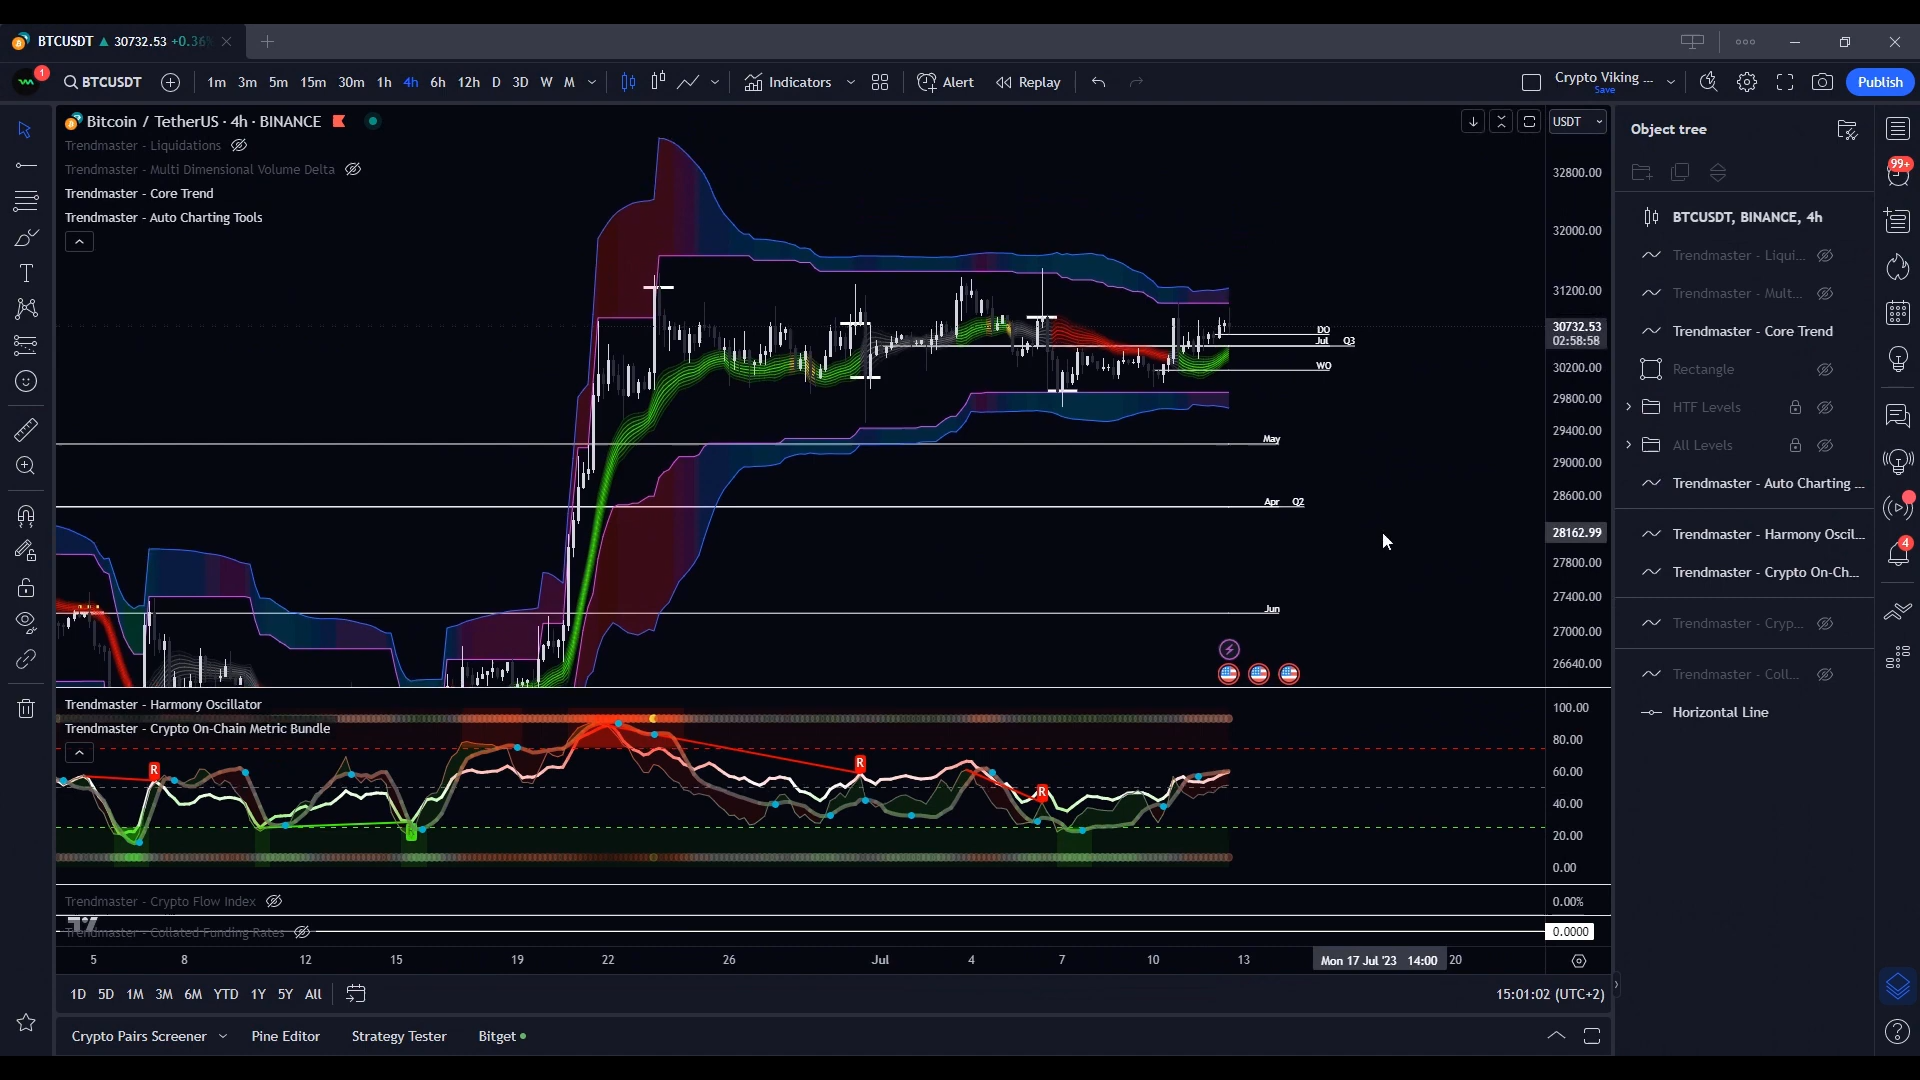 BTCUSDT ▲ 30732.53 +0.36
BTCUSDT 1m 3m 5m 15m 30m 1h 4h 6h 12h D 3D W M Indicators Alert Replay Crypto Viking ... Save Publish
1
Bitcoin / TetherUS · 4h · BINANCE
USDT
Trendmaster - Liquidations
Trendmaster - Multi Dimensional Volume Delta
Trendmaster - Core Trend
Trendmaster - Auto Charting Tools
32800.00
32000.00
31200.00
30732.53
02:58:58
30200.00
29800.00
29400.00
29000.00
28600.00
28162.99
27800.00
27400.00
27000.00
26640.00
DO
Jul Q3
WO
May
Apr Q2
Jun
Trendmaster - Harmony Oscillator
Trendmaster - Crypto On-Chain Metric Bundle
R
R
R
100.00
80.00
60.00
40.00
20.00
0.00
Trendmaster - Crypto Flow Index
0.00%
Trendmaster - Collated Funding Rates
0.0000
5 8 12 15 19 22 26 Jul 4 7 10 13 Mon 17 Jul '23 14:00 20
1D 5D 1M 3M 6M YTD 1Y 5Y All
15:01:02 (UTC+2)
Crypto Pairs Screener Pine Editor Strategy Tester Bitget
Object tree
BTCUSDT, BINANCE, 4h
Trendmaster - Liqui...
Trendmaster - Mult...
Trendmaster - Core Trend
Rectangle
HTF Levels
All Levels
Trendmaster - Auto Charting ...
Trendmaster - Harmony Oscil...
Trendmaster - Crypto On-Ch...
Trendmaster - Cryp...
Trendmaster - Coll...
Horizontal Line
99+
4